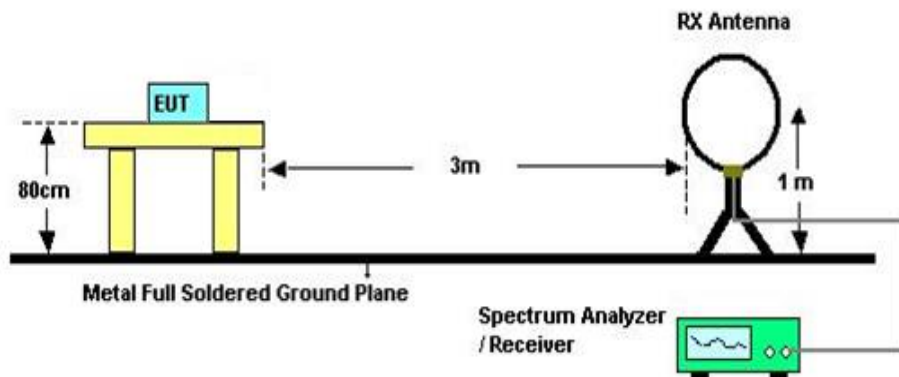 RX Antenna
EUT
3m
80cm
1 m
Metal Full Soldered Ground Plane
Spectrum Analyzer
/ Receiver